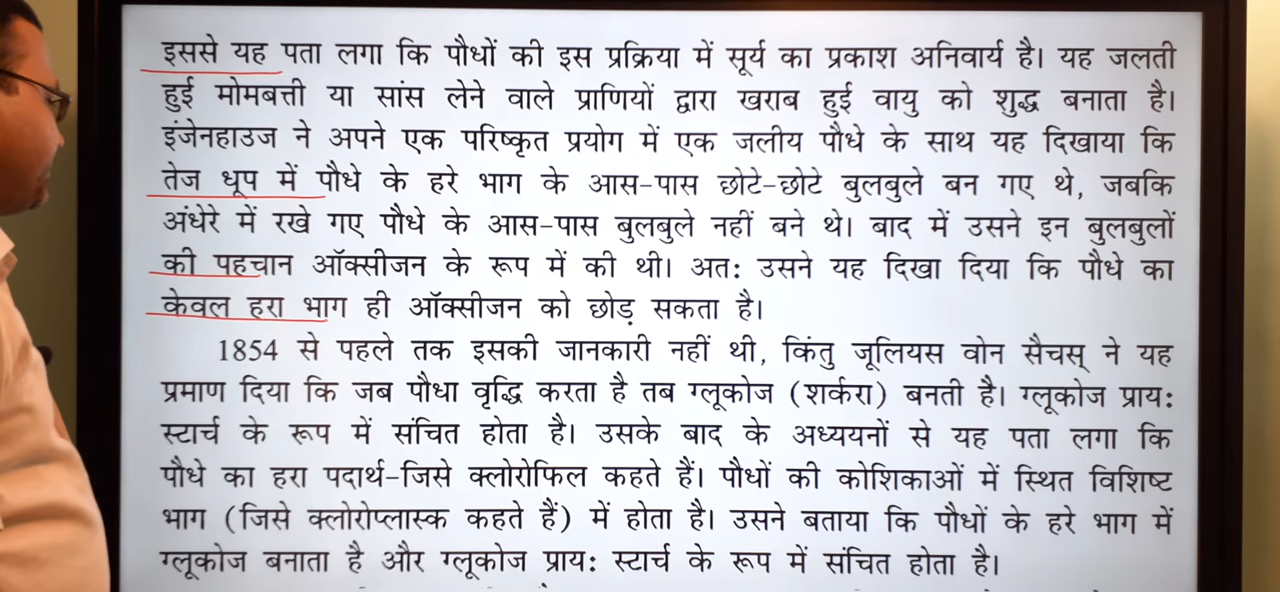 इससे यह पता लगा कि पौधों की इस प्रक्रिया में सूर्य का प्रकाश अनिवार्य है। यह जलती
हुई मोमबत्ती या सांस लेने वाले प्राणियों द्वारा खराब हुई वायु को शुद्ध बनाता है।
इंजेनहाउज ने अपने एक परिष्कृत प्रयोग में एक जलीय पौधे के साथ यह दिखाया कि
तेज धूप में पौधे के हरे भाग के आस-पास छोटे-छोटे बुलबुले बन गए थे, जबकि
अंधेरे में रखे गए पौधे के आस-पास बुलबुले नहीं बने थे। बाद में उसने इन बुलबुलों
की पहचान ऑक्सीजन के रूप में की थी। अत: उसने यह दिखा दिया कि पौधे का
केवल हरा भाग ही ऑक्सीजन को छोड़ सकता है।
1854 से पहले तक इसकी जानकारी नहीं थी, किंतु जूलियस वोन सैचस् ने यह
प्रमाण दिया कि जब पौधा वृद्धि करता है तब ग्लूकोज (शर्करा) बनती है। ग्लूकोज प्राय:
स्टार्च के रूप में संचित होता है। उसके बाद के अध्ययनों से यह पता लगा कि
पौधे का हरा पदार्थ-जिसे क्लोरोफिल कहते हैं। पौधों की कोशिकाओं में स्थित विशिष्ट
भाग (जिसे क्लोरोप्लास्क कहते हैं) में होता है। उसने बताया कि पौधों के हरे भाग में
ग्लूकोज बनाता है और ग्लूकोज प्राय: स्टार्च के रूप में संचित होता है।